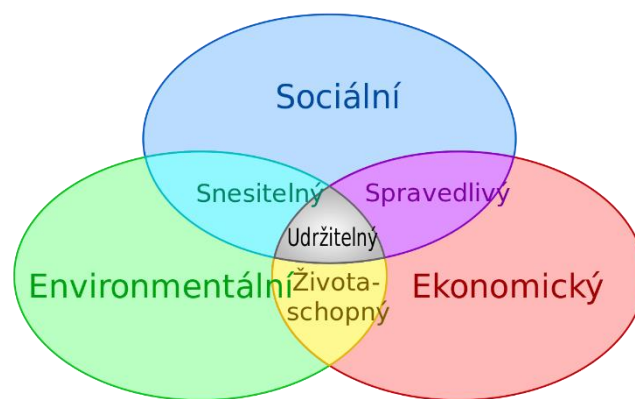 Sociální
Snesitelný
Spravedlivý
Udržitelný
Environmentální
Života-
schopný
Ekonomický